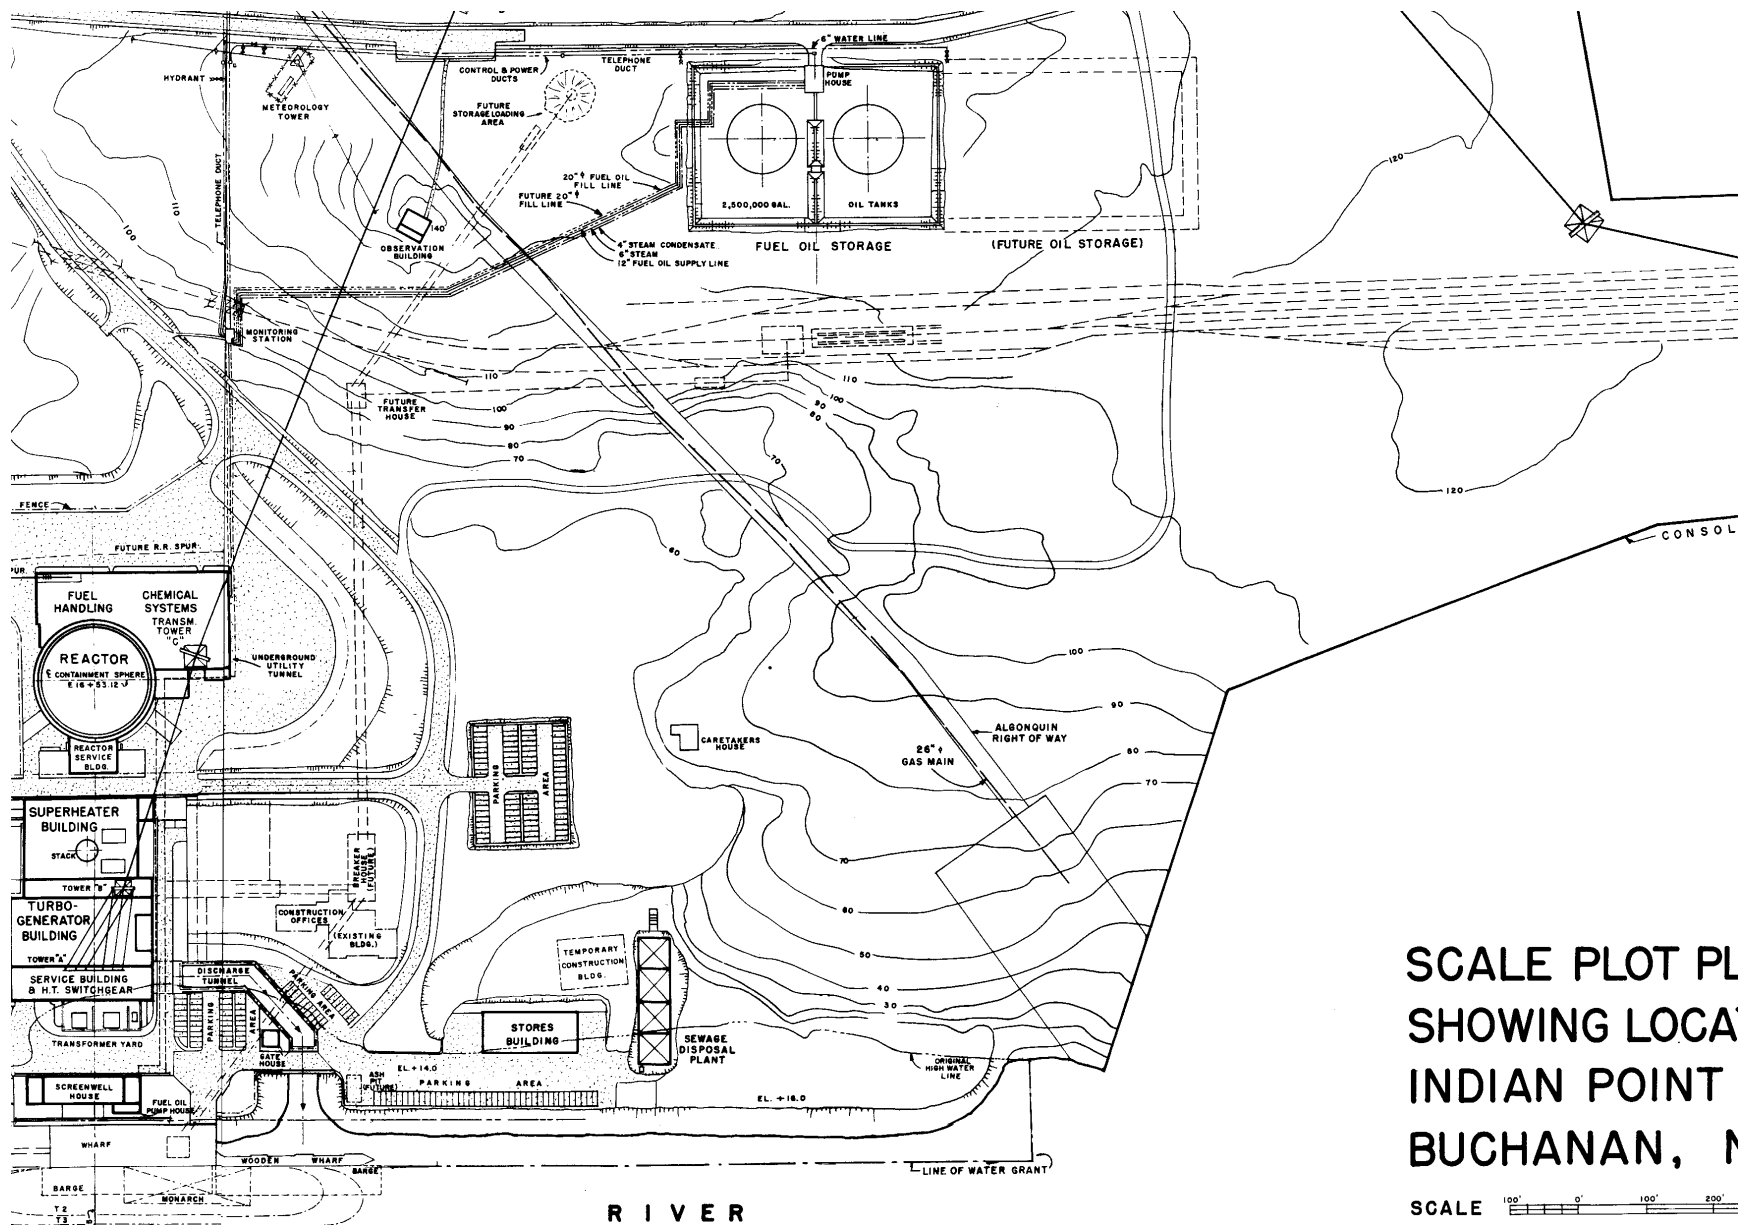 6" WATER LINE
TELEPHONE
DUCT
CONTROL & POWER
DUCTS
HYDRANT
PUMP
HOUSE
METEOROLOGY
TOWER
FUTURE
STORAGE LOADING
AREA
120
TELEPHONE DUCT
20" FUEL OIL
FILL LINE
FUTURE 20"
FILL LINE
2,500,000 GAL.
OIL TANKS
110
100
140
OBSERVATION
BUILDING
4" STEAM CONDENSATE
6" STEAM
12" FUEL OIL SUPPLY LINE
FUEL OIL STORAGE
(FUTURE OIL STORAGE)
MONITORING
STATION
110
110
100
90
80
FUTURE
TRANSFER
HOUSE
100
90
80
70
70
120
FENCE
CONSOL
FUTURE R.R. SPUR
UR.
60
FUEL
HANDLING
CHEMICAL
SYSTEMS
TRANSM.
TOWER
"C"
REACTOR
℄ CONTAINMENT SPHERE
E 16 + 53.12
UNDERGROUND
UTILITY
TUNNEL
100
90
REACTOR
SERVICE
BLDG.
CARETAKERS
HOUSE
ALGONQUIN
RIGHT OF WAY
26"
GAS MAIN
80
70
PARKING
AREA
SUPERHEATER
BUILDING
STACK
BREAKER
HOUSE
(FUTURE)
70
TOWER "B"
TURBO-
GENERATOR
BUILDING
TOWER "A"
CONSTRUCTION
OFFICES
(EXISTING
BLDG.)
60
50
40
30
TEMPORARY
CONSTRUCTION
BLDG.
SERVICE BUILDING
& H.T. SWITCHGEAR
DISCHARGE
TUNNEL
PARKING AREA
PARKING
AREA
TRANSFORMER YARD
GATE
HOUSE
STORES
BUILDING
SEWAGE
DISPOSAL
PLANT
ORIGINAL
HIGH WATER
LINE
EL. +14.0
ASH
PIT
(FUTURE)
PARKING AREA
EL. +16.0
SCREENWELL
HOUSE
FUEL OIL
PUMP HOUSE
WHARF
WOODEN WHARF
BARGE
LINE OF WATER GRANT
BARGE
MONARCH
T2
T3
RIVER
SCALE PLOT PL
SHOWING LOCA
INDIAN POINT
BUCHANAN, N
SCALE 100' 0' 100' 200'